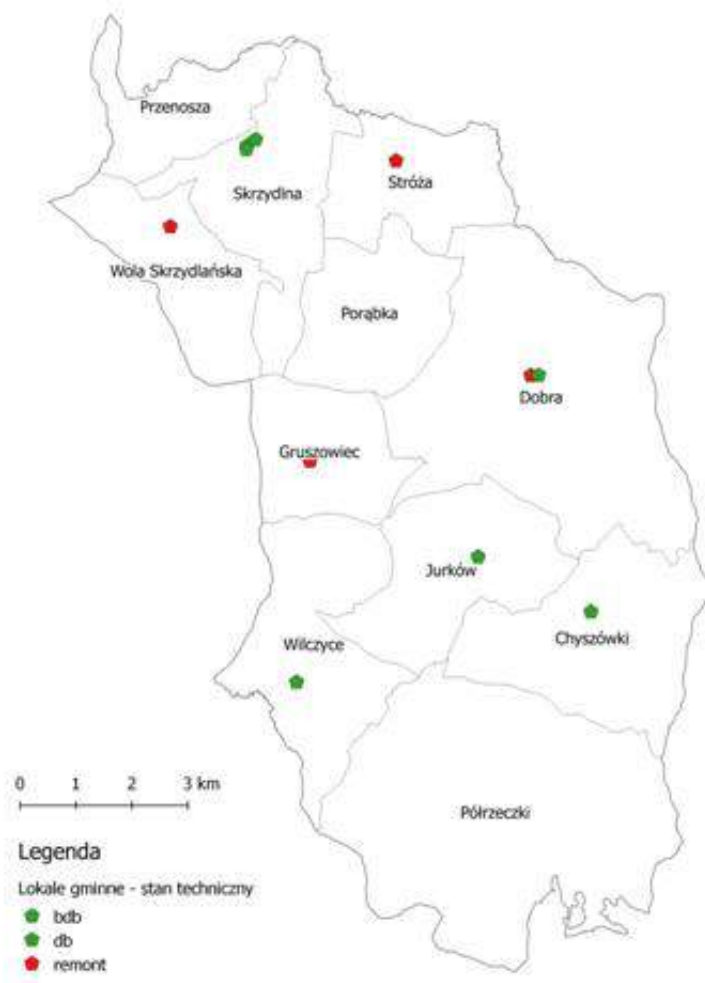 Przenosza
Skrzydlna
Stróża
Wola Skrzydlańska
Porąbka
Dobra
Gruszowiec
Jurków
Chyszówki
Wilczyce
0 1 2 3 km
Półrzeczki
Legenda
Lokale gminne - stan techniczny
bdb
db
remont